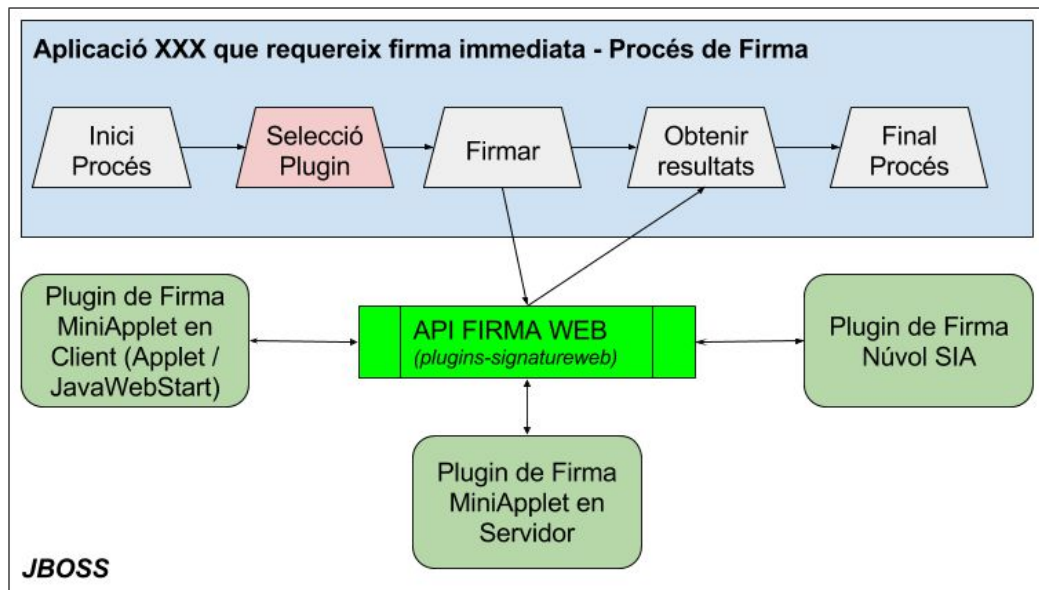 Aplicació XXX que requereix firma immediata - Procés de Firma
Inici
Procés
Selecció
Plugin
Firmar
Obtenir
resultats
Final
Procés
Plugin de Firma
MiniApplet en
Client (Applet /
JavaWebStart)
API FIRMA WEB
(plugins-signatureweb)
Plugin de Firma
Núvol SIA
Plugin de Firma
MiniApplet en
Servidor
JBOSS